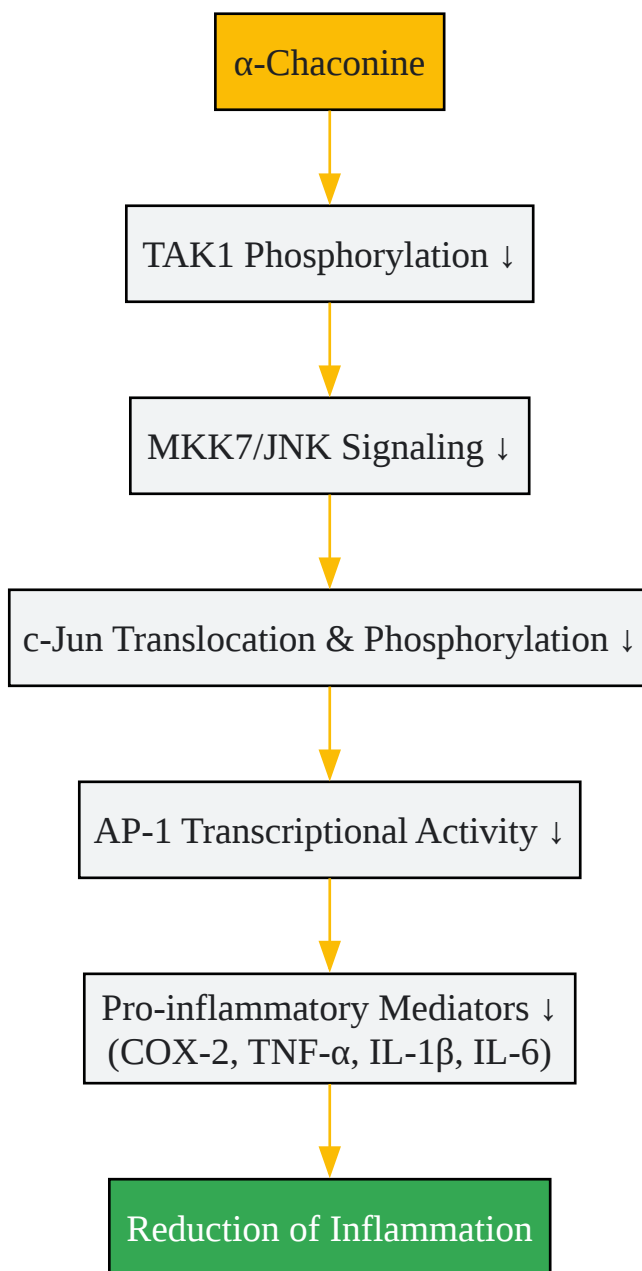 α-Chaconine
TAK1 Phosphorylation ↓
MKK7/JNK Signaling ↓
c-Jun Translocation & Phosphorylation ↓
AP-1 Transcriptional Activity ↓
Pro-inflammatory Mediators ↓
(COX-2, TNF-α, IL-1β, IL-6)
Reduction of Inflammation